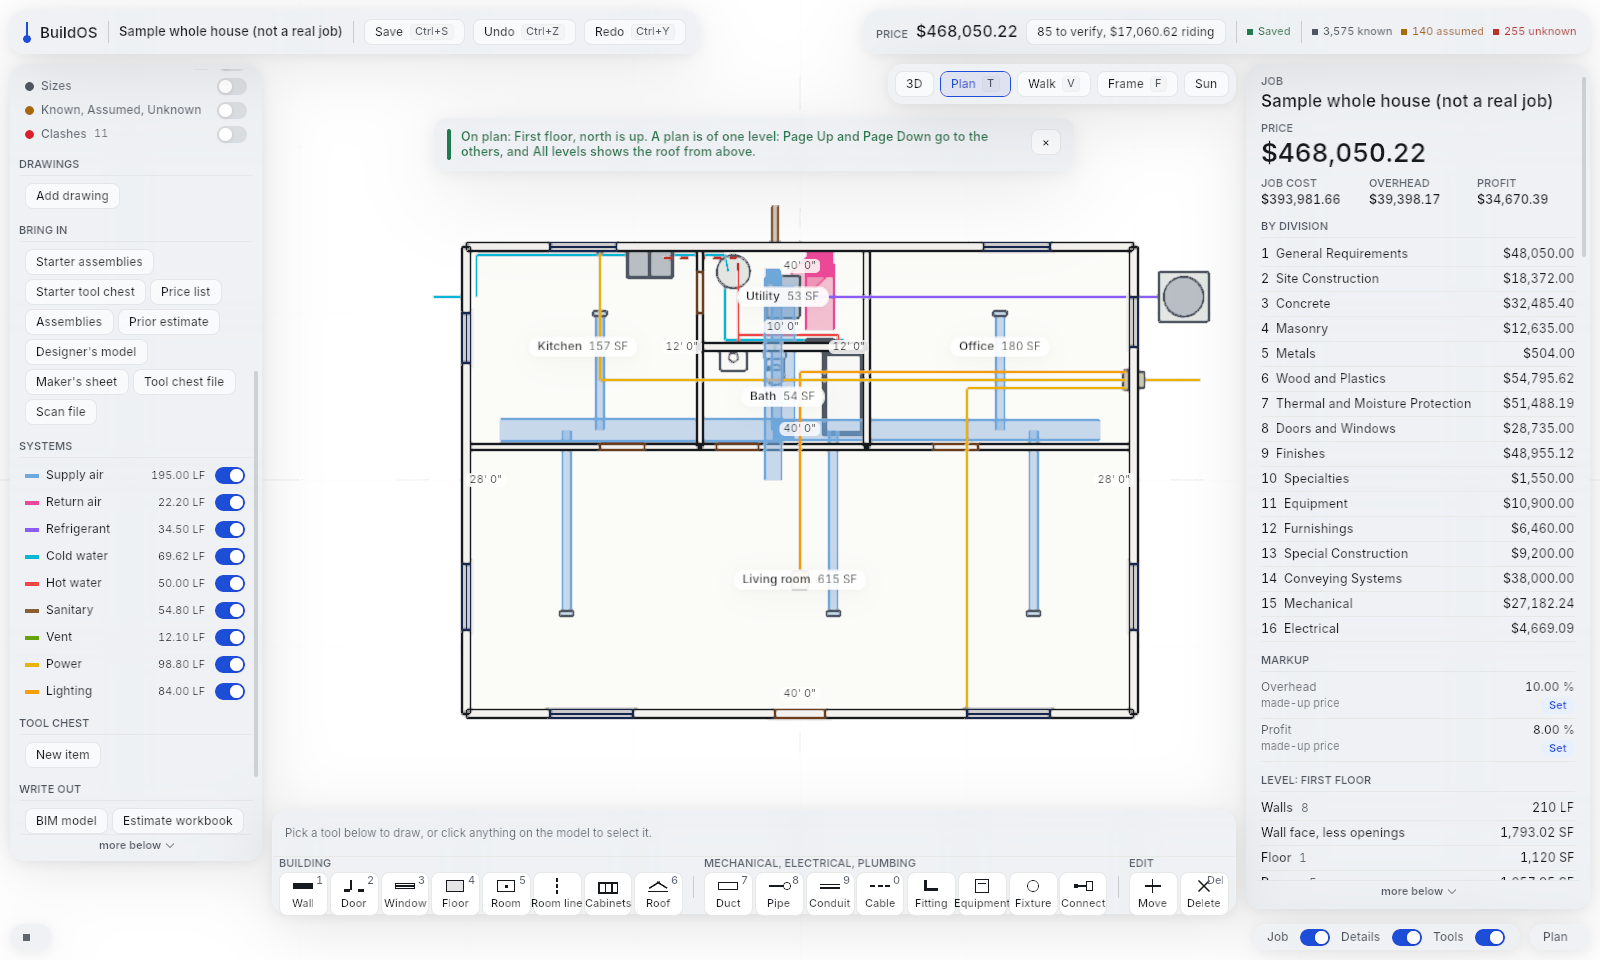 BuildOS
Sample whole house (not a real job)
Save Ctrl+S
Undo Ctrl+Z
Redo Ctrl+Y
PRICE $468,050.22
85 to verify, $17,060.62 riding
Saved
3,575 known
140 assumed
255 unknown
3D
Plan T
Walk V
Frame F
Sun
On plan: First floor, north is up. A plan is of one level: Page Up and Page Down go to the
others, and All levels shows the roof from above.
×
Sizes
Known, Assumed, Unknown
Clashes 11
DRAWINGS
Add drawing
BRING IN
Starter assemblies
Starter tool chest
Price list
Assemblies
Prior estimate
Designer's model
Maker's sheet
Tool chest file
Scan file
SYSTEMS
Supply air 195.00 LF
Return air 22.20 LF
Refrigerant 34.50 LF
Cold water 69.62 LF
Hot water 50.00 LF
Sanitary 54.80 LF
Vent 12.10 LF
Power 98.80 LF
Lighting 84.00 LF
TOOL CHEST
New item
WRITE OUT
BIM model
Estimate workbook
more below
40' 0"
Utility 53 SF
10' 0"
Kitchen 157 SF
12' 0"
12' 0"
Office 180 SF
Bath 54 SF
40' 0"
28' 0"
28' 0"
Living room 615 SF
40' 0"
Pick a tool below to draw, or click anything on the model to select it.
BUILDING
Wall 1
Door 2
Window 3
Floor 4
Room 5
Room line
Cabinets
Roof 6
MECHANICAL, ELECTRICAL, PLUMBING
Duct 7
Pipe 8
Conduit 9
Cable 0
Fitting
Equipment
Fixture
Connect
EDIT
Move
Delete Del
JOB
Sample whole house (not a real job)
PRICE
$468,050.22
JOB COST OVERHEAD PROFIT
$393,981.66 $39,398.17 $34,670.39
BY DIVISION
1 General Requirements $48,050.00
2 Site Construction $18,372.00
3 Concrete $32,485.40
4 Masonry $12,635.00
5 Metals $504.00
6 Wood and Plastics $54,795.62
7 Thermal and Moisture Protection $51,488.19
8 Doors and Windows $28,735.00
9 Finishes $48,955.12
10 Specialties $1,550.00
11 Equipment $10,900.00
12 Furnishings $6,460.00
13 Special Construction $9,200.00
14 Conveying Systems $38,000.00
15 Mechanical $27,182.24
16 Electrical $4,669.09
MARKUP
Overhead 10.00 %
made-up price Set
Profit 8.00 %
made-up price Set
LEVEL: FIRST FLOOR
Walls 8 210 LF
Wall face, less openings 1,793.02 SF
Floor 1 1,120 SF
more below
Job
Details
Tools
Plan